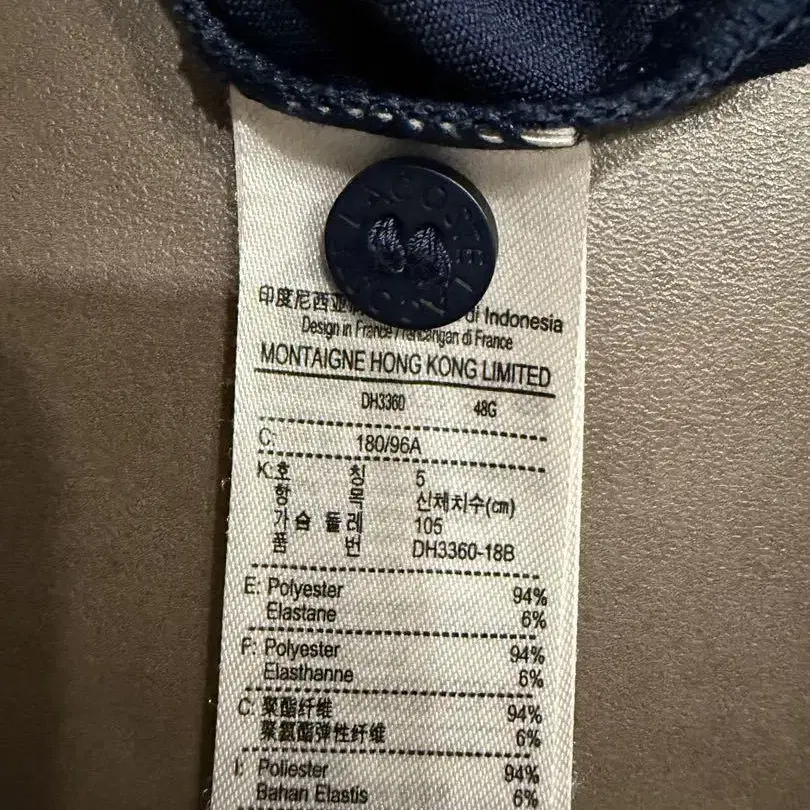 LACOSTE
印度尼西亚 di Indonesia
Design in France / rancangan di France
MONTAIGNE HONG KONG LIMITED
DH3360 48G
C: 180/96A
K: 호 칭 5
항 목 신체치수(cm)
가 슴 둘 레 105
품 번 DH3360-18B
E: Polyester 94%
Elastane 6%
F: Polyester 94%
Elasthanne 6%
C: 聚酯纤维 94%
聚氨酯弹性纤维 6%
I: Poliester 94%
Bahan Elastis 6%